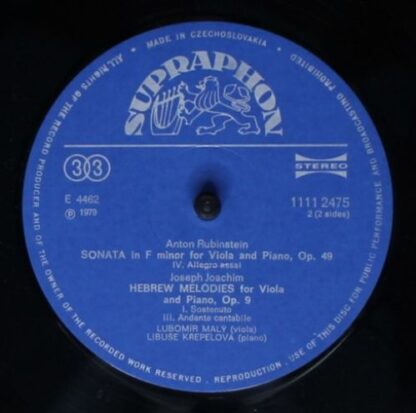 MADE IN CZECHOSLOVAKIA
ALL RIGHTS OF THE RECORD PRODUCER AND OF THE OWNER OF THE RECORDED WORK RESERVED . REPRODUCTION . USE OF THIS DISC FOR PUBLIC PERFORMANCE AND BROADCASTING PROHIBITED
SUPRAPHON
33
STEREO
E 4462
1111 2475
Ⓟ 1979
2 (2 sides)
Anton Rubinstein
SONATA in F minor for Viola and Piano, Op. 49
IV. Allegro assai
Joseph Joachim
HEBREW MELODIES for Viola
and Piano, Op. 9
I. Sostenuto
III. Andante cantabile
LUBOMÍR MALÝ (viola)
LIBUŠE KŘEPELOVÁ (piano)